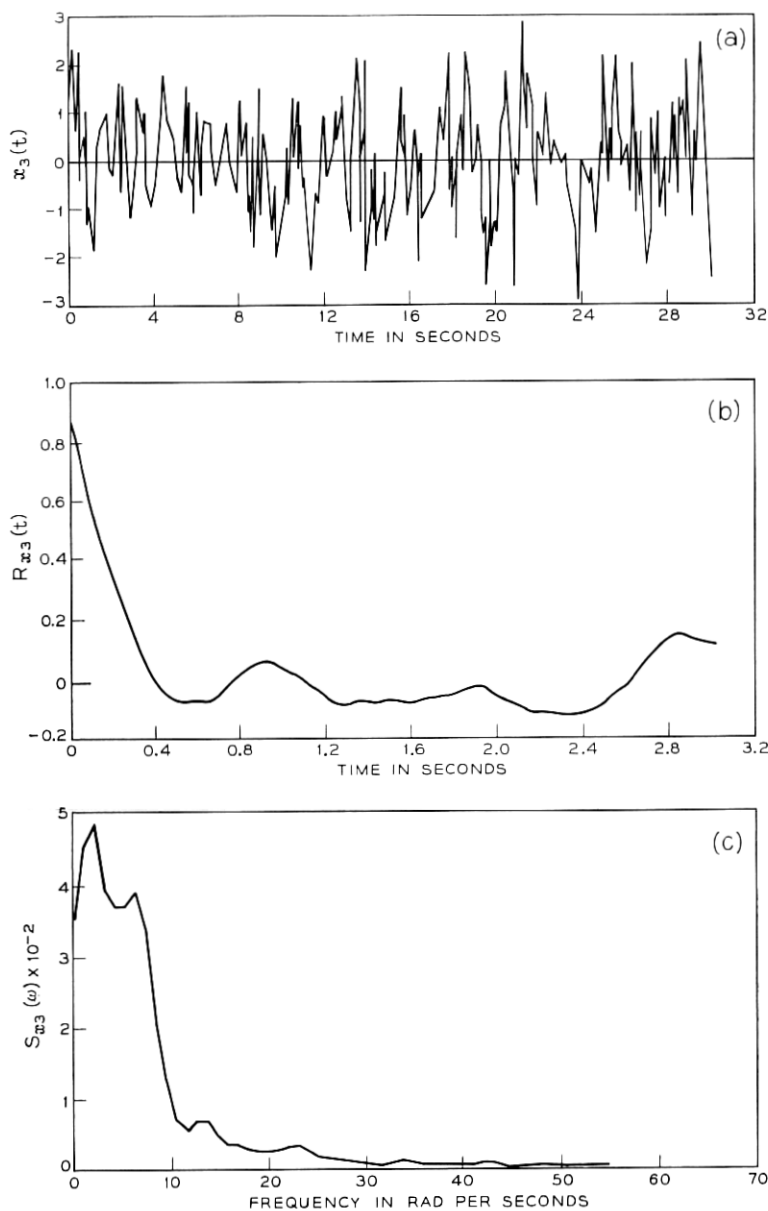 (a)
x₃(t)
3
2
1
0
-1
-2
-3
0 4 8 12 16 20 24 28 32
TIME IN SECONDS
(b)
R_x3(t)
1.0
0.8
0.6
0.4
0.2
0
-0.2
0 0.4 0.8 1.2 1.6 2.0 2.4 2.8 3.2
TIME IN SECONDS
(c)
S_x3(ω) x 10⁻²
5
4
3
2
1
0
0 10 20 30 40 50 60 70
FREQUENCY IN RAD PER SECONDS